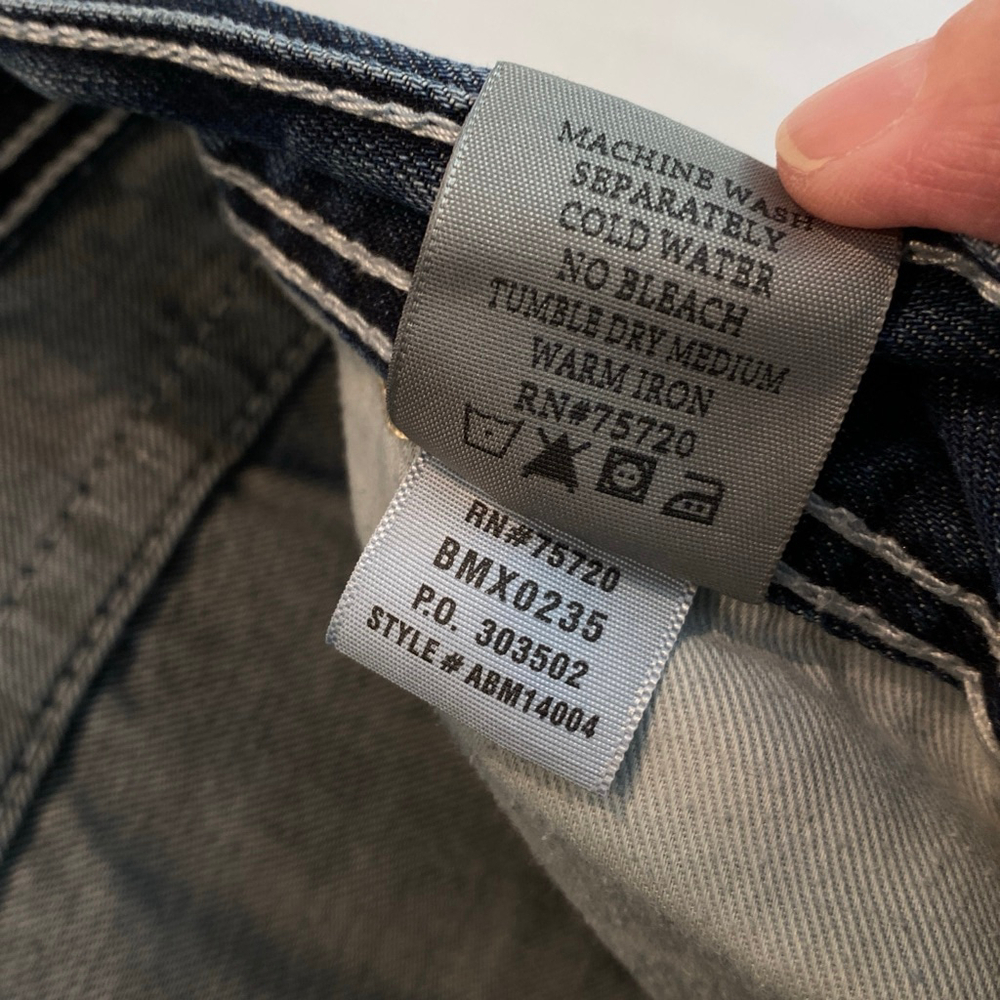 MACHINE WASH
SEPARATELY
COLD WATER
NO BLEACH
TUMBLE DRY MEDIUM
WARM IRON
RN#75720
RN#75720
BMX0235
P.O. 303502
STYLE # ABM14004